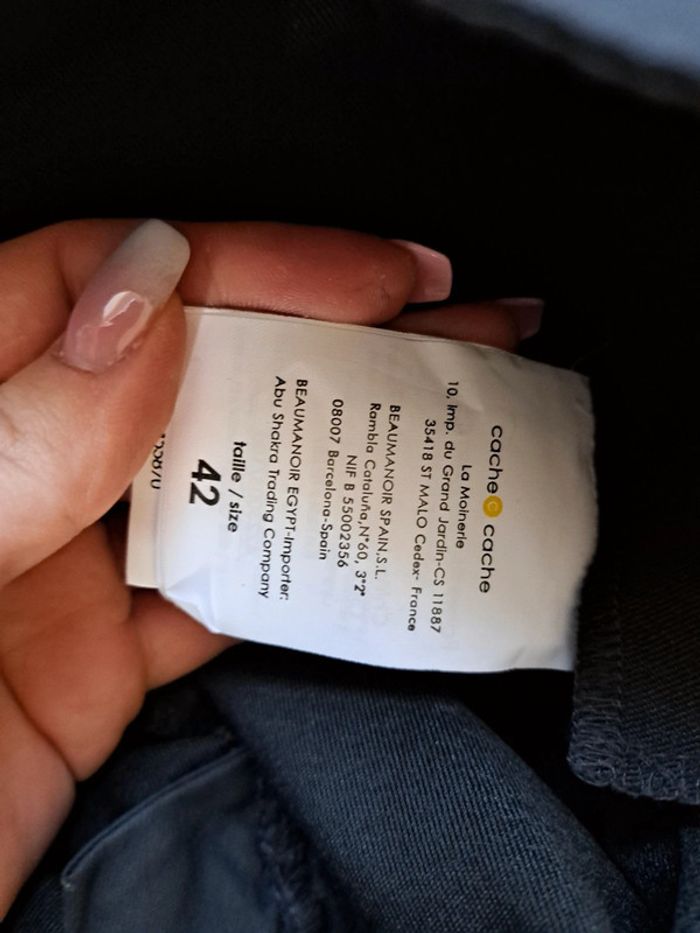 cache c cache
La Moinerie
10, Imp. du Grand Jardin-CS 11887
35418 ST MALO Cedex- France
BEAUMANOIR SPAIN,S.L.
Rambla Cataluña,N°60, 3°2ª
NIF B 55002356
08007 Barcelona-Spain
BEAUMANOIR EGYPT-Importer:
Abu Shakra Trading Company
taille / size
42